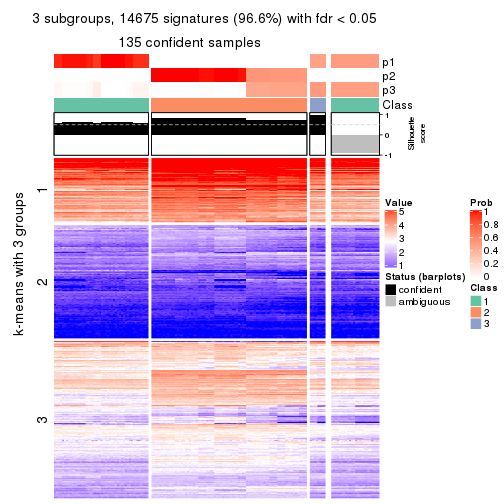 3 subgroups, 14675 signatures (96.6%) with fdr < 0.05
135 confident samples
p1
p2
p3
Class
1
0
-1
Silhouette
score
k-means with 3 groups
1
2
3
Value
5
4
3
2
1
Status (barplots)
confident
ambiguous
Prob
1
0.8
0.6
0.4
0.2
0
Class
1
2
3